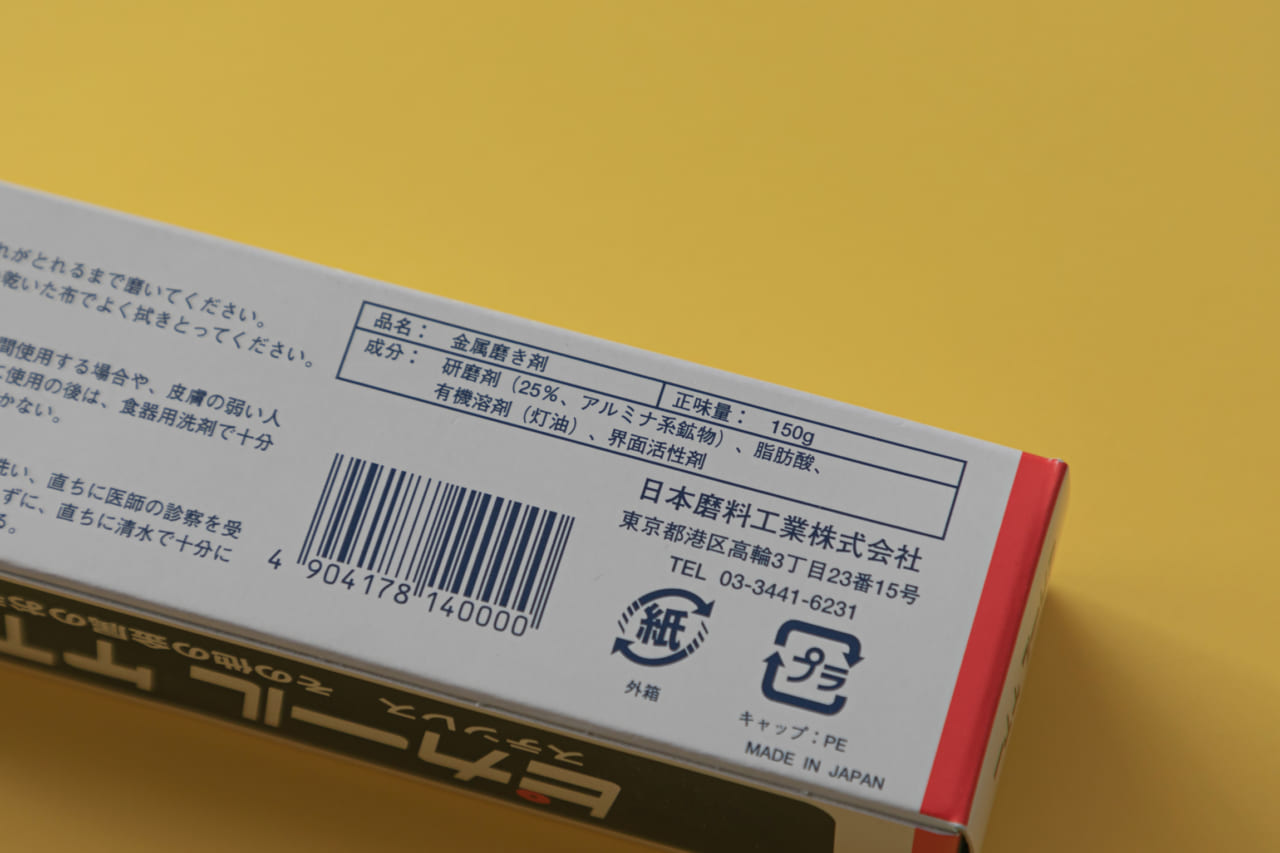 れがとれるまで磨いてください。
乾いた布でよく拭きとってください。
間使用する場合や、皮膚の弱い人
使用の後は、食器用洗剤で十分
かない。
洗い、直ちに医師の診察を受
ずに、直ちに清水で十分に
る。
品名： 金属磨き剤
正味量： 150g
成分： 研磨剤（25%、アルミナ系鉱物）、脂肪酸、
有機溶剤（灯油）、界面活性剤
4 904178 140000
日本磨料工業株式会社
東京都港区高輪3丁目23番15号
TEL 03-3441-6231
紙
外箱
プラ
キャップ：PE
MADE IN JAPAN
ピカール ケア
ステンレス
その他の金属のお